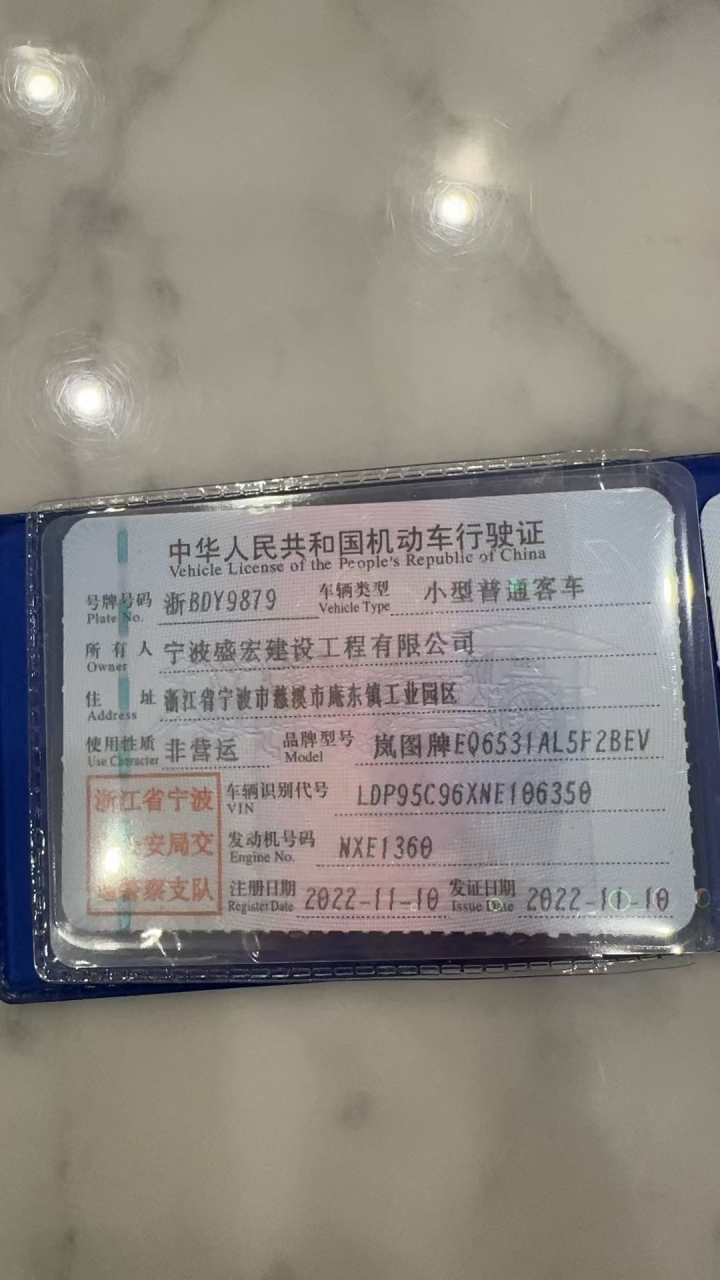 中华人民共和国机动车行驶证
Vehicle License of the People's Republic of China
号牌号码 浙BDY9879 车辆类型 小型普通客车
Plate No. Vehicle Type
所有人 宁波盛宏建设工程有限公司
Owner
住址 浙江省宁波市慈溪市庵东镇工业园区
Address
使用性质 非营运 品牌型号 岚图牌EQ6531AL5F2BEV
Use Character Model
浙江省宁波
安局交
警察支队
车辆识别代号 LDP95C96XNE106350
VIN
发动机号码 NXE1360
Engine No.
注册日期 2022-11-10 发证日期 2022-11-10
Register Date Issue Date